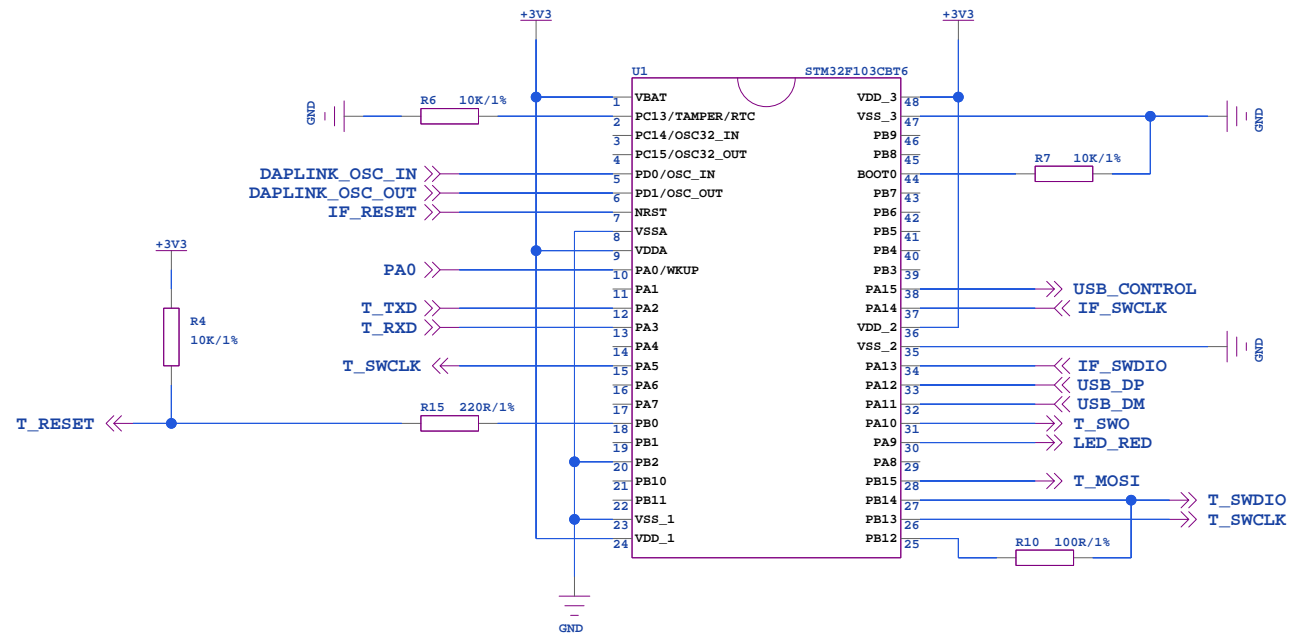 +3V3
+3V3
U1
STM32F103CBT6
GND
R6 10K/1%
1 VBAT
2 PC13/TAMPER/RTC
3 PC14/OSC32_IN
4 PC15/OSC32_OUT
DAPLINK_OSC_IN 5 PD0/OSC_IN
DAPLINK_OSC_OUT 6 PD1/OSC_OUT
IF_RESET 7 NRST
8 VSSA
9 VDDA
PA0 10 PA0/WKUP
11 PA1
T_TXD 12 PA2
T_RXD 13 PA3
14 PA4
T_SWCLK 15 PA5
16 PA6
17 PA7
18 PB0
19 PB1
20 PB2
21 PB10
22 PB11
23 VSS_1
24 VDD_1
+3V3
R4
10K/1%
T_RESET
R15 220R/1%
GND
VDD_3 48
VSS_3 47
GND
PB9 46
PB8 45
BOOT0 44
R7 10K/1%
PB7 43
PB6 42
PB5 41
PB4 40
PB3 39
PA15 38 USB_CONTROL
PA14 37 IF_SWCLK
VDD_2 36
VSS_2 35
GND
PA13 34 IF_SWDIO
PA12 33 USB_DP
PA11 32 USB_DM
PA10 31 T_SWO
PA9 30 LED_RED
PA8 29
PB15 28 T_MOSI
PB14 27 T_SWDIO
PB13 26 T_SWCLK
PB12 25
R10 100R/1%